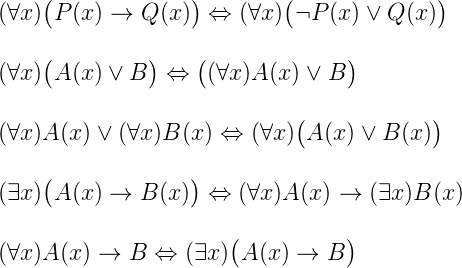 (∀x)(P(x) → Q(x)) ⇔ (∀x)(¬P(x) ∨ Q(x))
(∀x)(A(x) ∨ B) ⇔ ((∀x)A(x) ∨ B)
(∀x)A(x) ∨ (∀x)B(x) ⇔ (∀x)(A(x) ∨ B(x))
(∃x)(A(x) → B(x)) ⇔ (∀x)A(x) → (∃x)B(x)
(∀x)A(x) → B ⇔ (∃x)(A(x) → B)